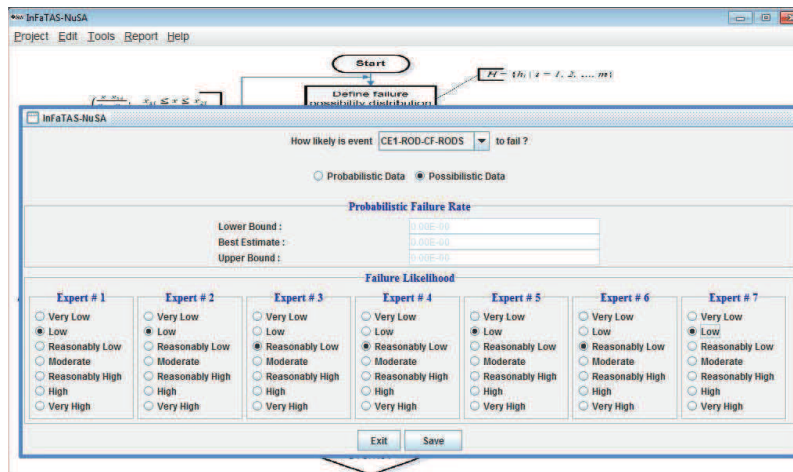 InFaTAS-NuSA
Project Edit Tools Report Help
Start
Define failure
possibility distribution
H = {hᵢ | i = 1, 2, ..., m}
InFaTAS-NuSA
How likely is event CE1-ROD-CF-RODS to fail ?
Probabilistic Data Possibilistic Data
Probabilistic Failure Rate
Lower Bound : 0.00E-00
Best Estimate : 0.00E-00
Upper Bound : 0.00E-00
Failure Likelihood
Expert # 1 Expert # 2 Expert # 3 Expert # 4 Expert # 5 Expert # 6 Expert # 7
Very Low Very Low Very Low Very Low Very Low Very Low Very Low
Low Low Low Low Low Low Low
Reasonably Low Reasonably Low Reasonably Low Reasonably Low Reasonably Low Reasonably Low Reasonably Low
Moderate Moderate Moderate Moderate Moderate Moderate Moderate
Reasonably High Reasonably High Reasonably High Reasonably High Reasonably High Reasonably High Reasonably High
High High High High High High High
Very High Very High Very High Very High Very High Very High Very High
Exit Save